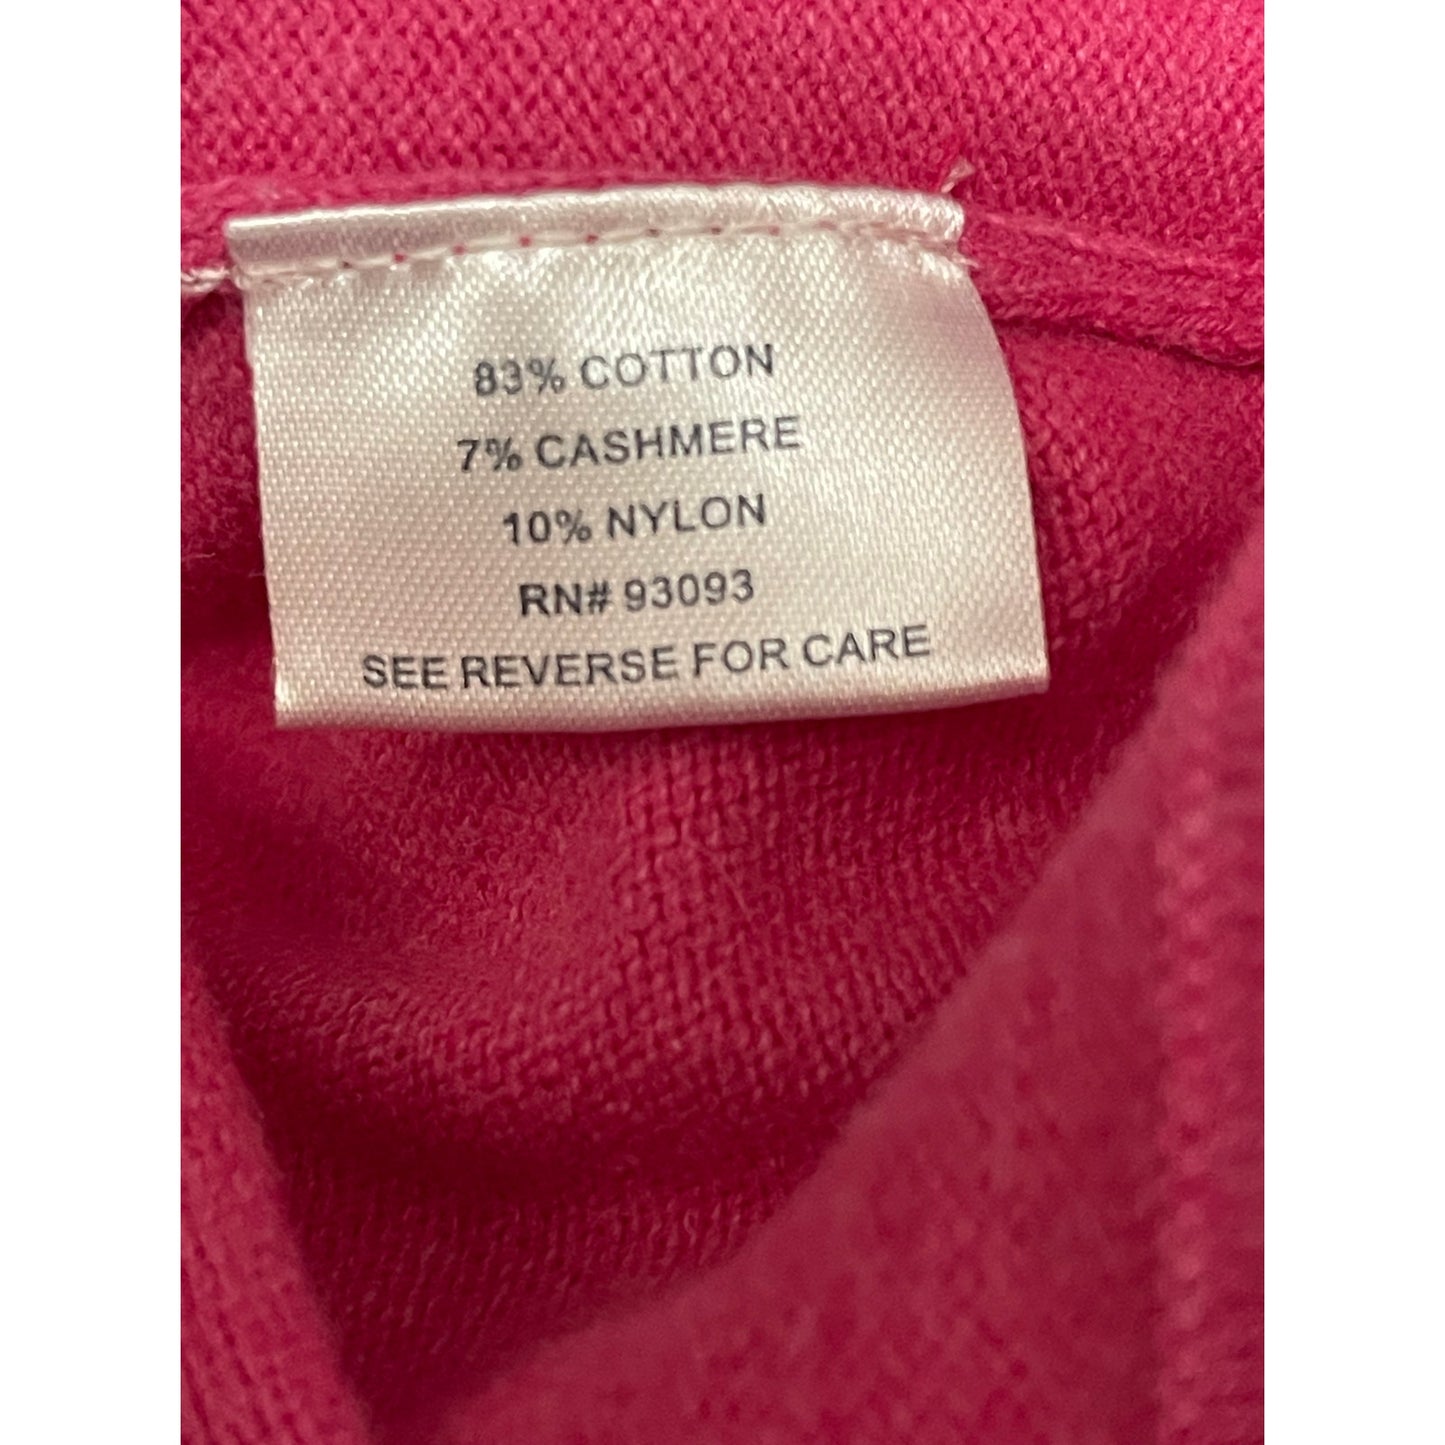 83% COTTON
7% CASHMERE
10% NYLON
RN# 93093
SEE REVERSE FOR CARE